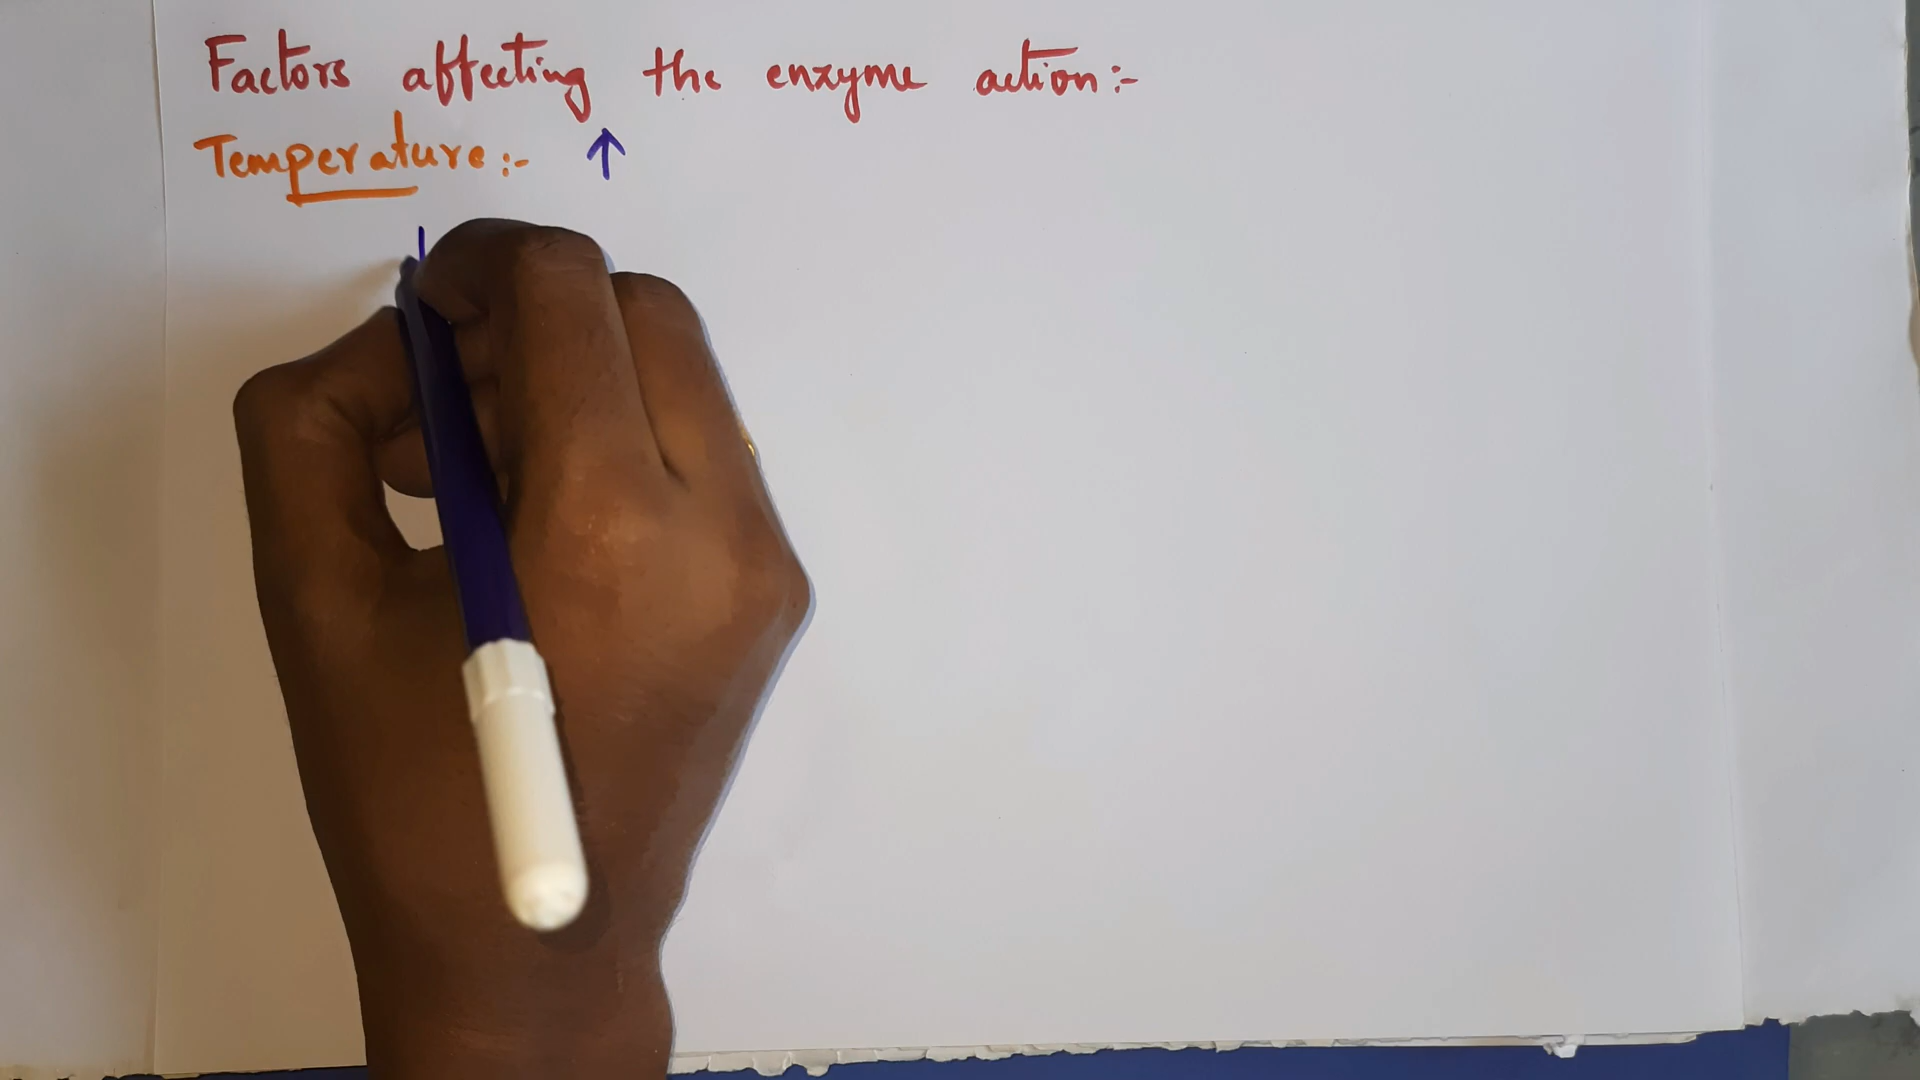 Factors affecting the enzyme action:-
Temperature:- ↑